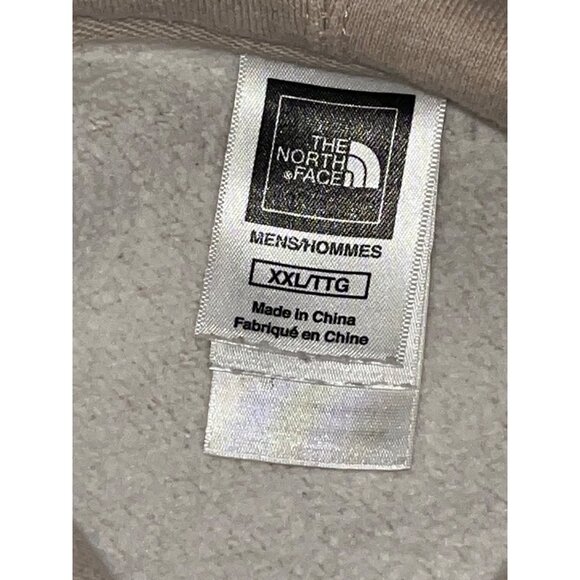 THE
NORTH
FACE
MENS/HOMMES
XXL/TTG
Made in China
Fabriqué en Chine